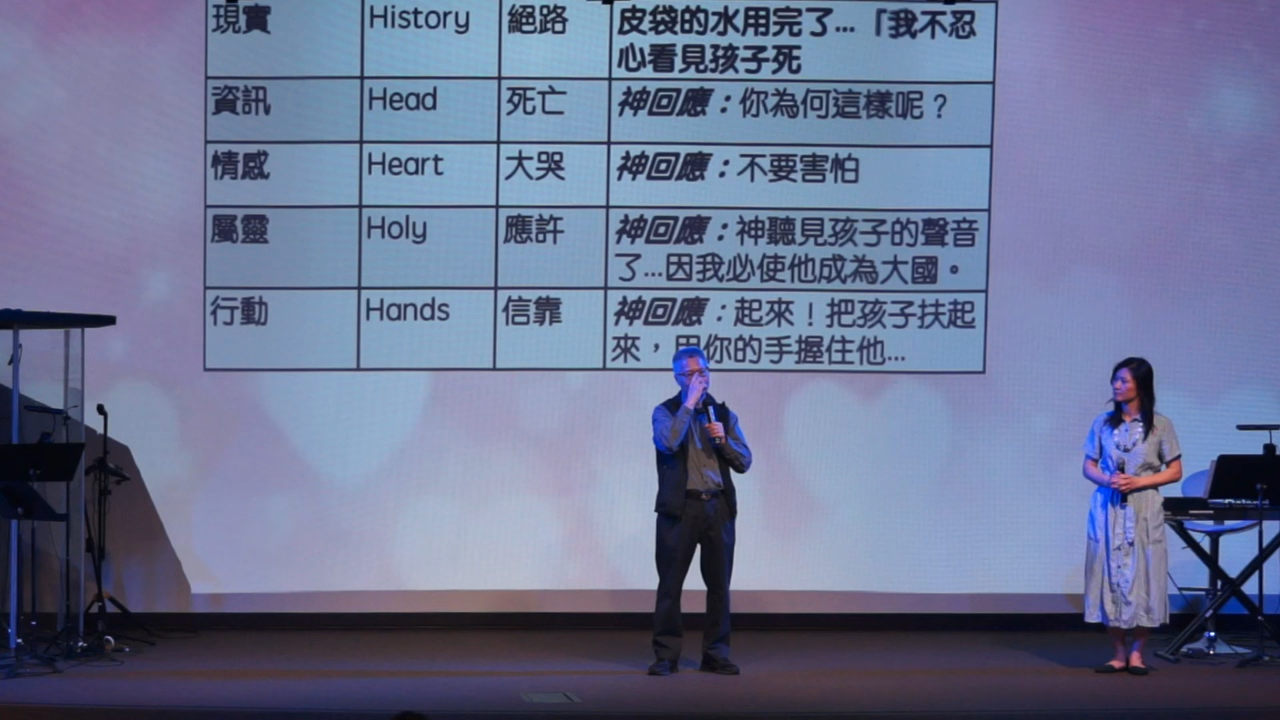 現實 History 絕路 皮袋的水用完了...「我不忍
心看見孩子死
資訊 Head 死亡 神回應：你為何這樣呢？
情感 Heart 大哭 神回應：不要害怕
屬靈 Holy 應許 神回應：神聽見孩子的聲音
了...因我必使他成為大國。
行動 Hands 信靠 神回應：起來！把孩子扶起
來，用你的手握住他...